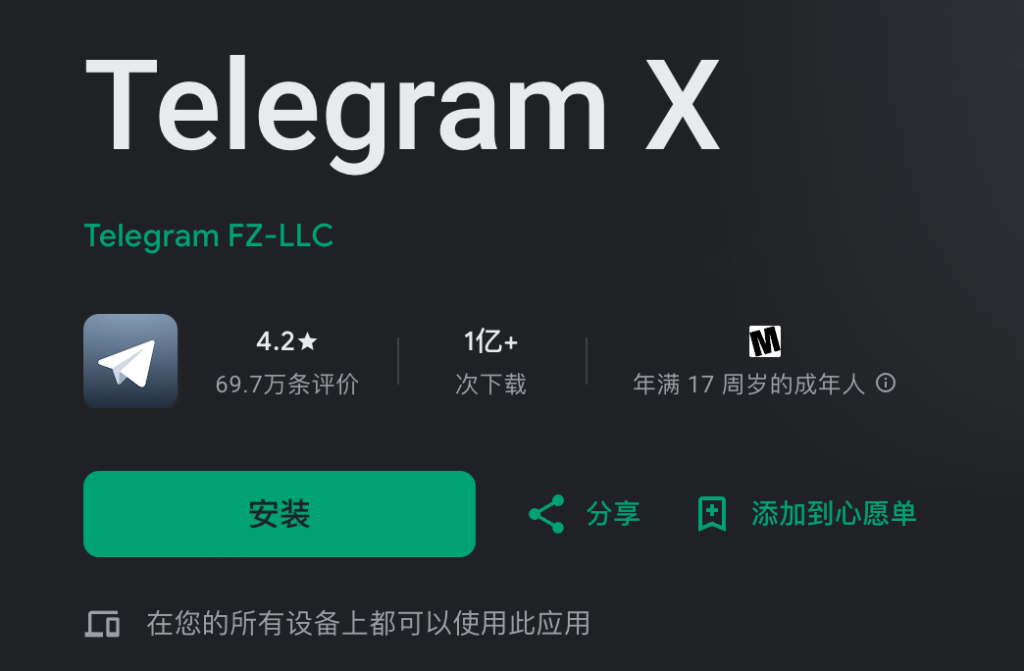 Telegram X
Telegram FZ-LLC
4.2★ 1亿+ M
69.7万条评价 次下载 年满 17 周岁的成年人
安装 分享 添加到心愿单
在您的所有设备上都可以使用此应用